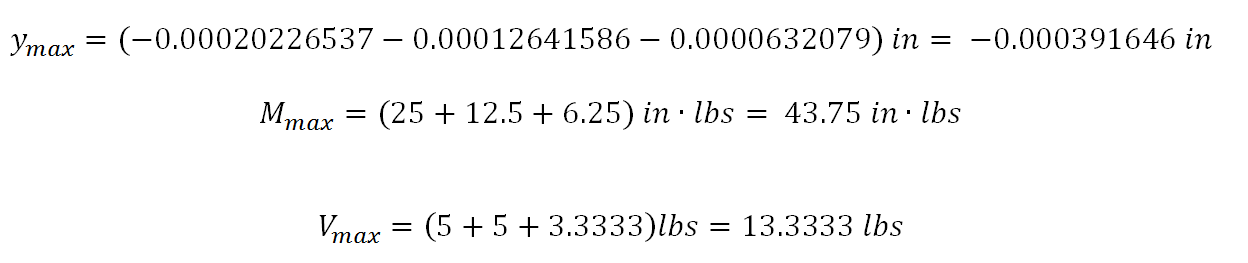 y_max = (−0.00020226537 − 0.00012641586 − 0.0000632079) in = −0.000391646 in
M_max = (25 + 12.5 + 6.25) in · lbs = 43.75 in · lbs
V_max = (5 + 5 + 3.3333)lbs = 13.3333 lbs